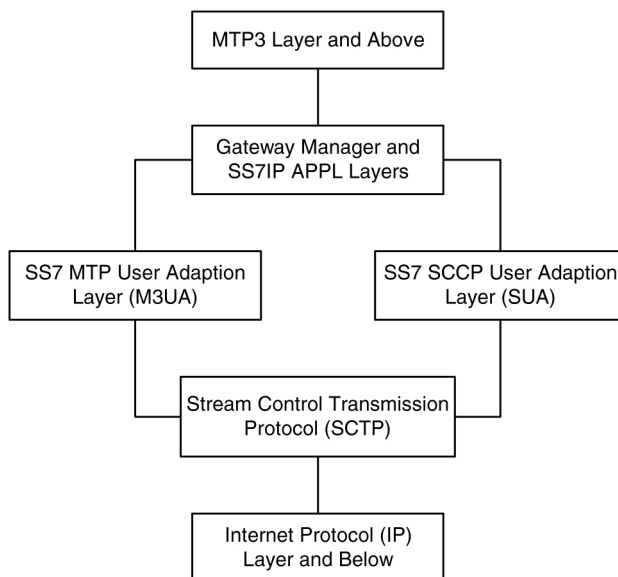 MTP3 Layer and Above
Gateway Manager and
SS7IP APPL Layers
SS7 MTP User Adaption
Layer (M3UA)
SS7 SCCP User Adaption
Layer (SUA)
Stream Control Transmission
Protocol (SCTP)
Internet Protocol (IP)
Layer and Below